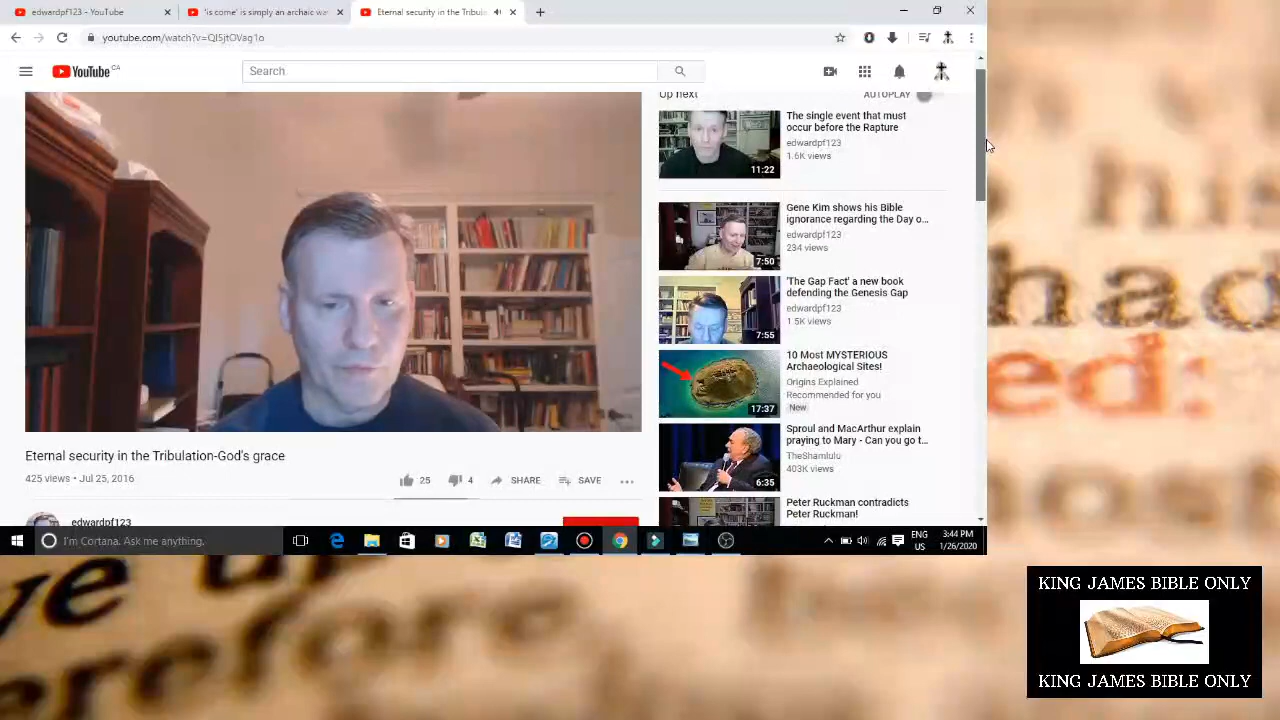 edwardpf123 - YouTube
'is come' is simply an archaic wa
Eternal security in the Tribula
youtube.com/watch?v=QlSjtOVag1o
YouTube CA
Search
Up next
AUTOPLAY
The single event that must
occur before the Rapture
edwardpf123
1.6K views
11:22
Gene Kim shows his Bible
ignorance regarding the Day o...
edwardpf123
234 views
7:50
'The Gap Fact' a new book
defending the Genesis Gap
edwardpf123
1.5K views
7:55
10 Most MYSTERIOUS
Archaeological Sites!
Origins Explained
Recommended for you
New
17:37
Sproul and MacArthur explain
praying to Mary - Can you go t...
TheShamlulu
403K views
6:35
Peter Ruckman contradicts
Peter Ruckman!
Eternal security in the Tribulation-God's grace
425 views • Jul 25, 2016
25
4
SHARE
SAVE
edwardpf123
I'm Cortana. Ask me anything.
ENG
US
3:44 PM
1/26/2020
had
ed:
ve up
erefore
KING JAMES BIBLE ONLY
KING JAMES BIBLE ONLY